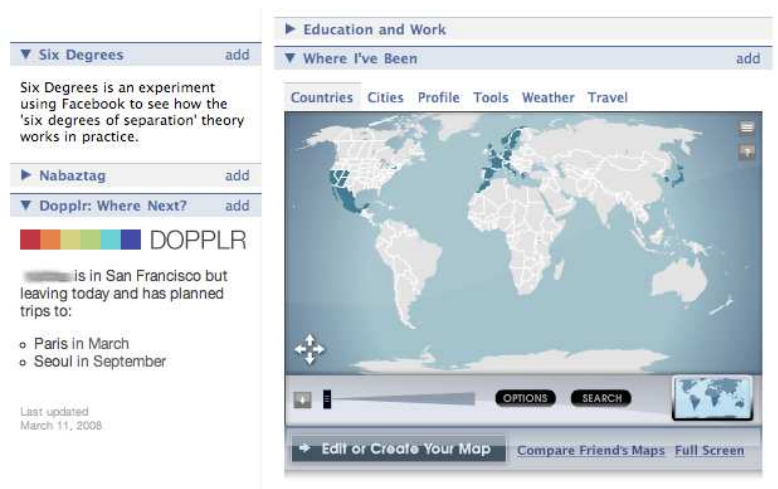 Six Degrees add
Six Degrees is an experiment
using Facebook to see how the
'six degrees of separation' theory
works in practice.
Nabaztag add
Dopplr: Where Next? add
DOPPLR
is in San Francisco but
leaving today and has planned
trips to:
Paris in March
Seoul in September
Last updated
March 11, 2008
Education and Work
Where I've Been add
Countries Cities Profile Tools Weather Travel
?
OPTIONS SEARCH
Edit or Create Your Map Compare Friend's Maps Full Screen